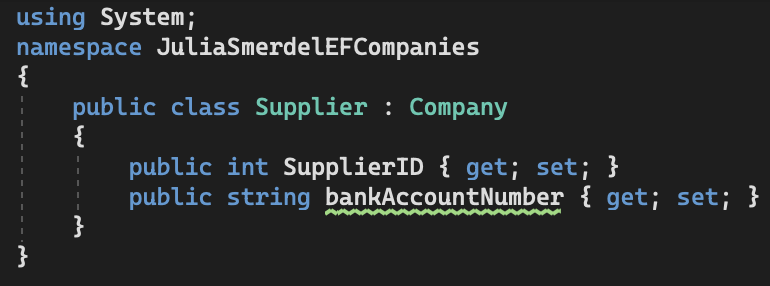 using System;
namespace JuliaSmerdelEFCompanies
{
    public class Supplier : Company
    {
        public int SupplierID { get; set; }
        public string bankAccountNumber { get; set; }
    }
}